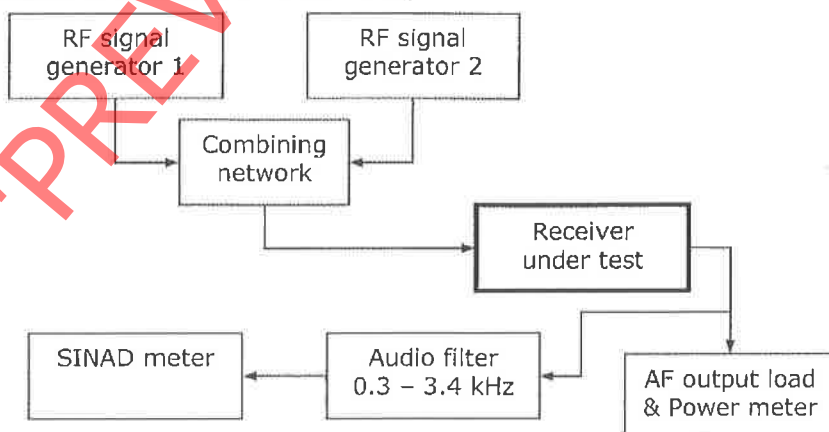 RF signal
generator 1
RF signal
generator 2
Combining
network
Receiver
under test
SINAD meter
Audio filter
0.3 – 3.4 kHz
AF output load
& Power meter
PREV